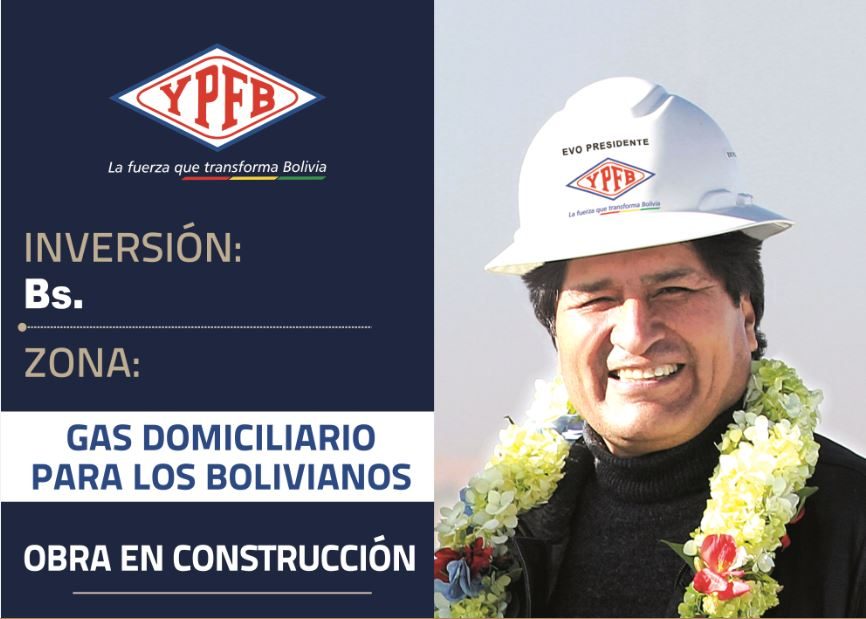 YPFB
La fuerza que transforma Bolivia
INVERSIÓN:
Bs.
ZONA:
GAS DOMICILIARIO
PARA LOS BOLIVIANOS
OBRA EN CONSTRUCCIÓN
EVO PRESIDENTE
YPFB
La fuerza que transforma Bolivia